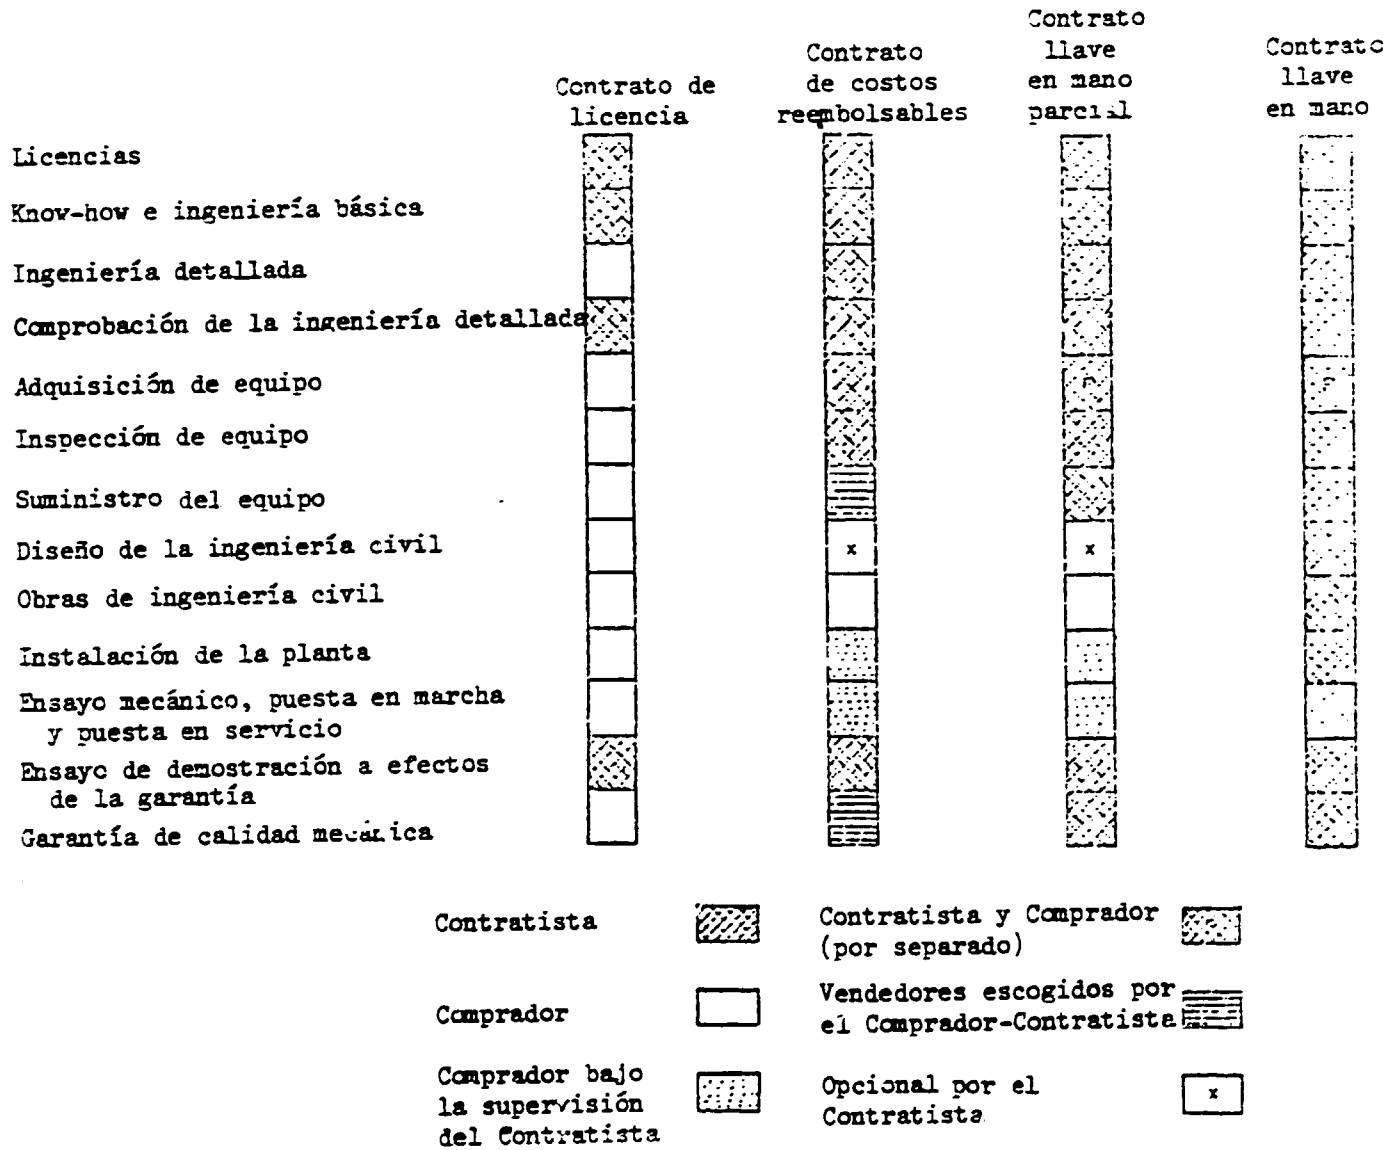 Contrato de
licencia
Contrato
de costos
reembolsables
Contrato
llave
en mano
parcial
Contrato
llave
en mano
Licencias
Know-how e ingeniería básica
Ingeniería detallada
Comprobación de la ingeniería detallada
Adquisición de equipo
Inspección de equipo
Suministro del equipo
Diseño de la ingeniería civil
x x
Obras de ingeniería civil
Instalación de la planta
Ensayo mecánico, puesta en marcha
y puesta en servicio
Ensayo de demostración a efectos
de la garantía
Garantía de calidad mecánica
Contratista
Comprador
Comprador bajo
la supervisión
del Contratista
Contratista y Comprador
(por separado)
Vendedores escogidos por
el Comprador-Contratista
Opcional por el
Contratista
x